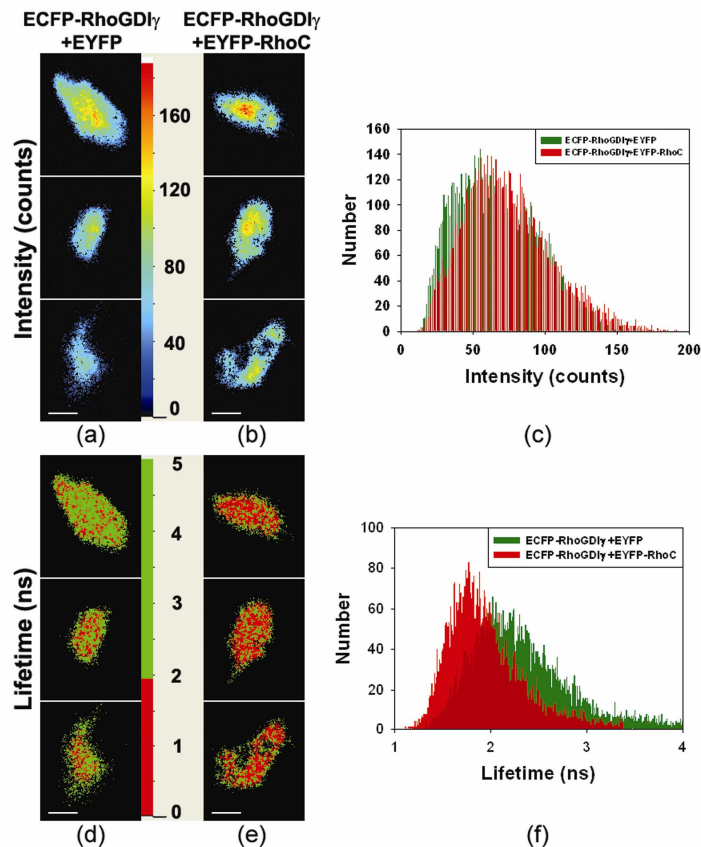 ECFP-RhoGDIγ
+EYFP
ECFP-RhoGDIγ
+EYFP-RhoC
Intensity (counts)
160
120
80
40
0
(a)
(b)
160
140
120
100
80
60
40
20
0
Number
ECFP-RhoGDIγ+EYFP
ECFP-RhoGDIγ+EYFP-RhoC
0
50
100
150
200
Intensity (counts)
(c)
Lifetime (ns)
5
4
3
2
1
0
(d)
(e)
100
80
60
40
20
0
Number
ECFP-RhoGDIγ+EYFP
ECFP-RhoGDIγ+EYFP-RhoC
1
2
3
4
Lifetime (ns)
(f)